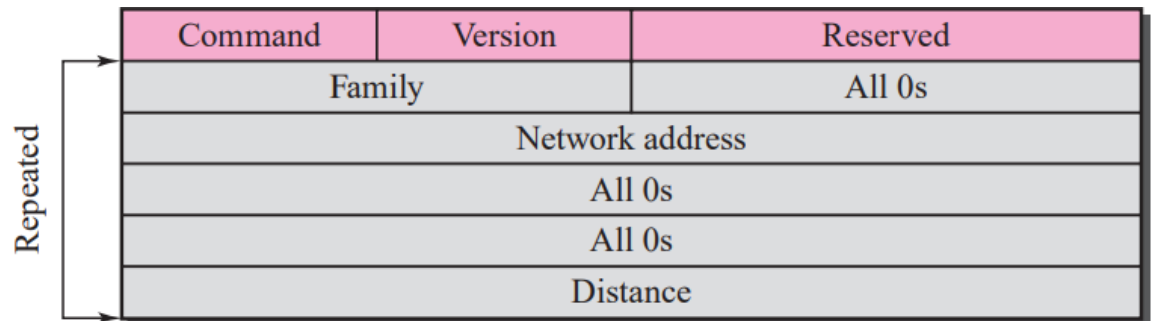 Command Version Reserved
Family All 0s
Network address
All 0s
All 0s
Distance
Repeated